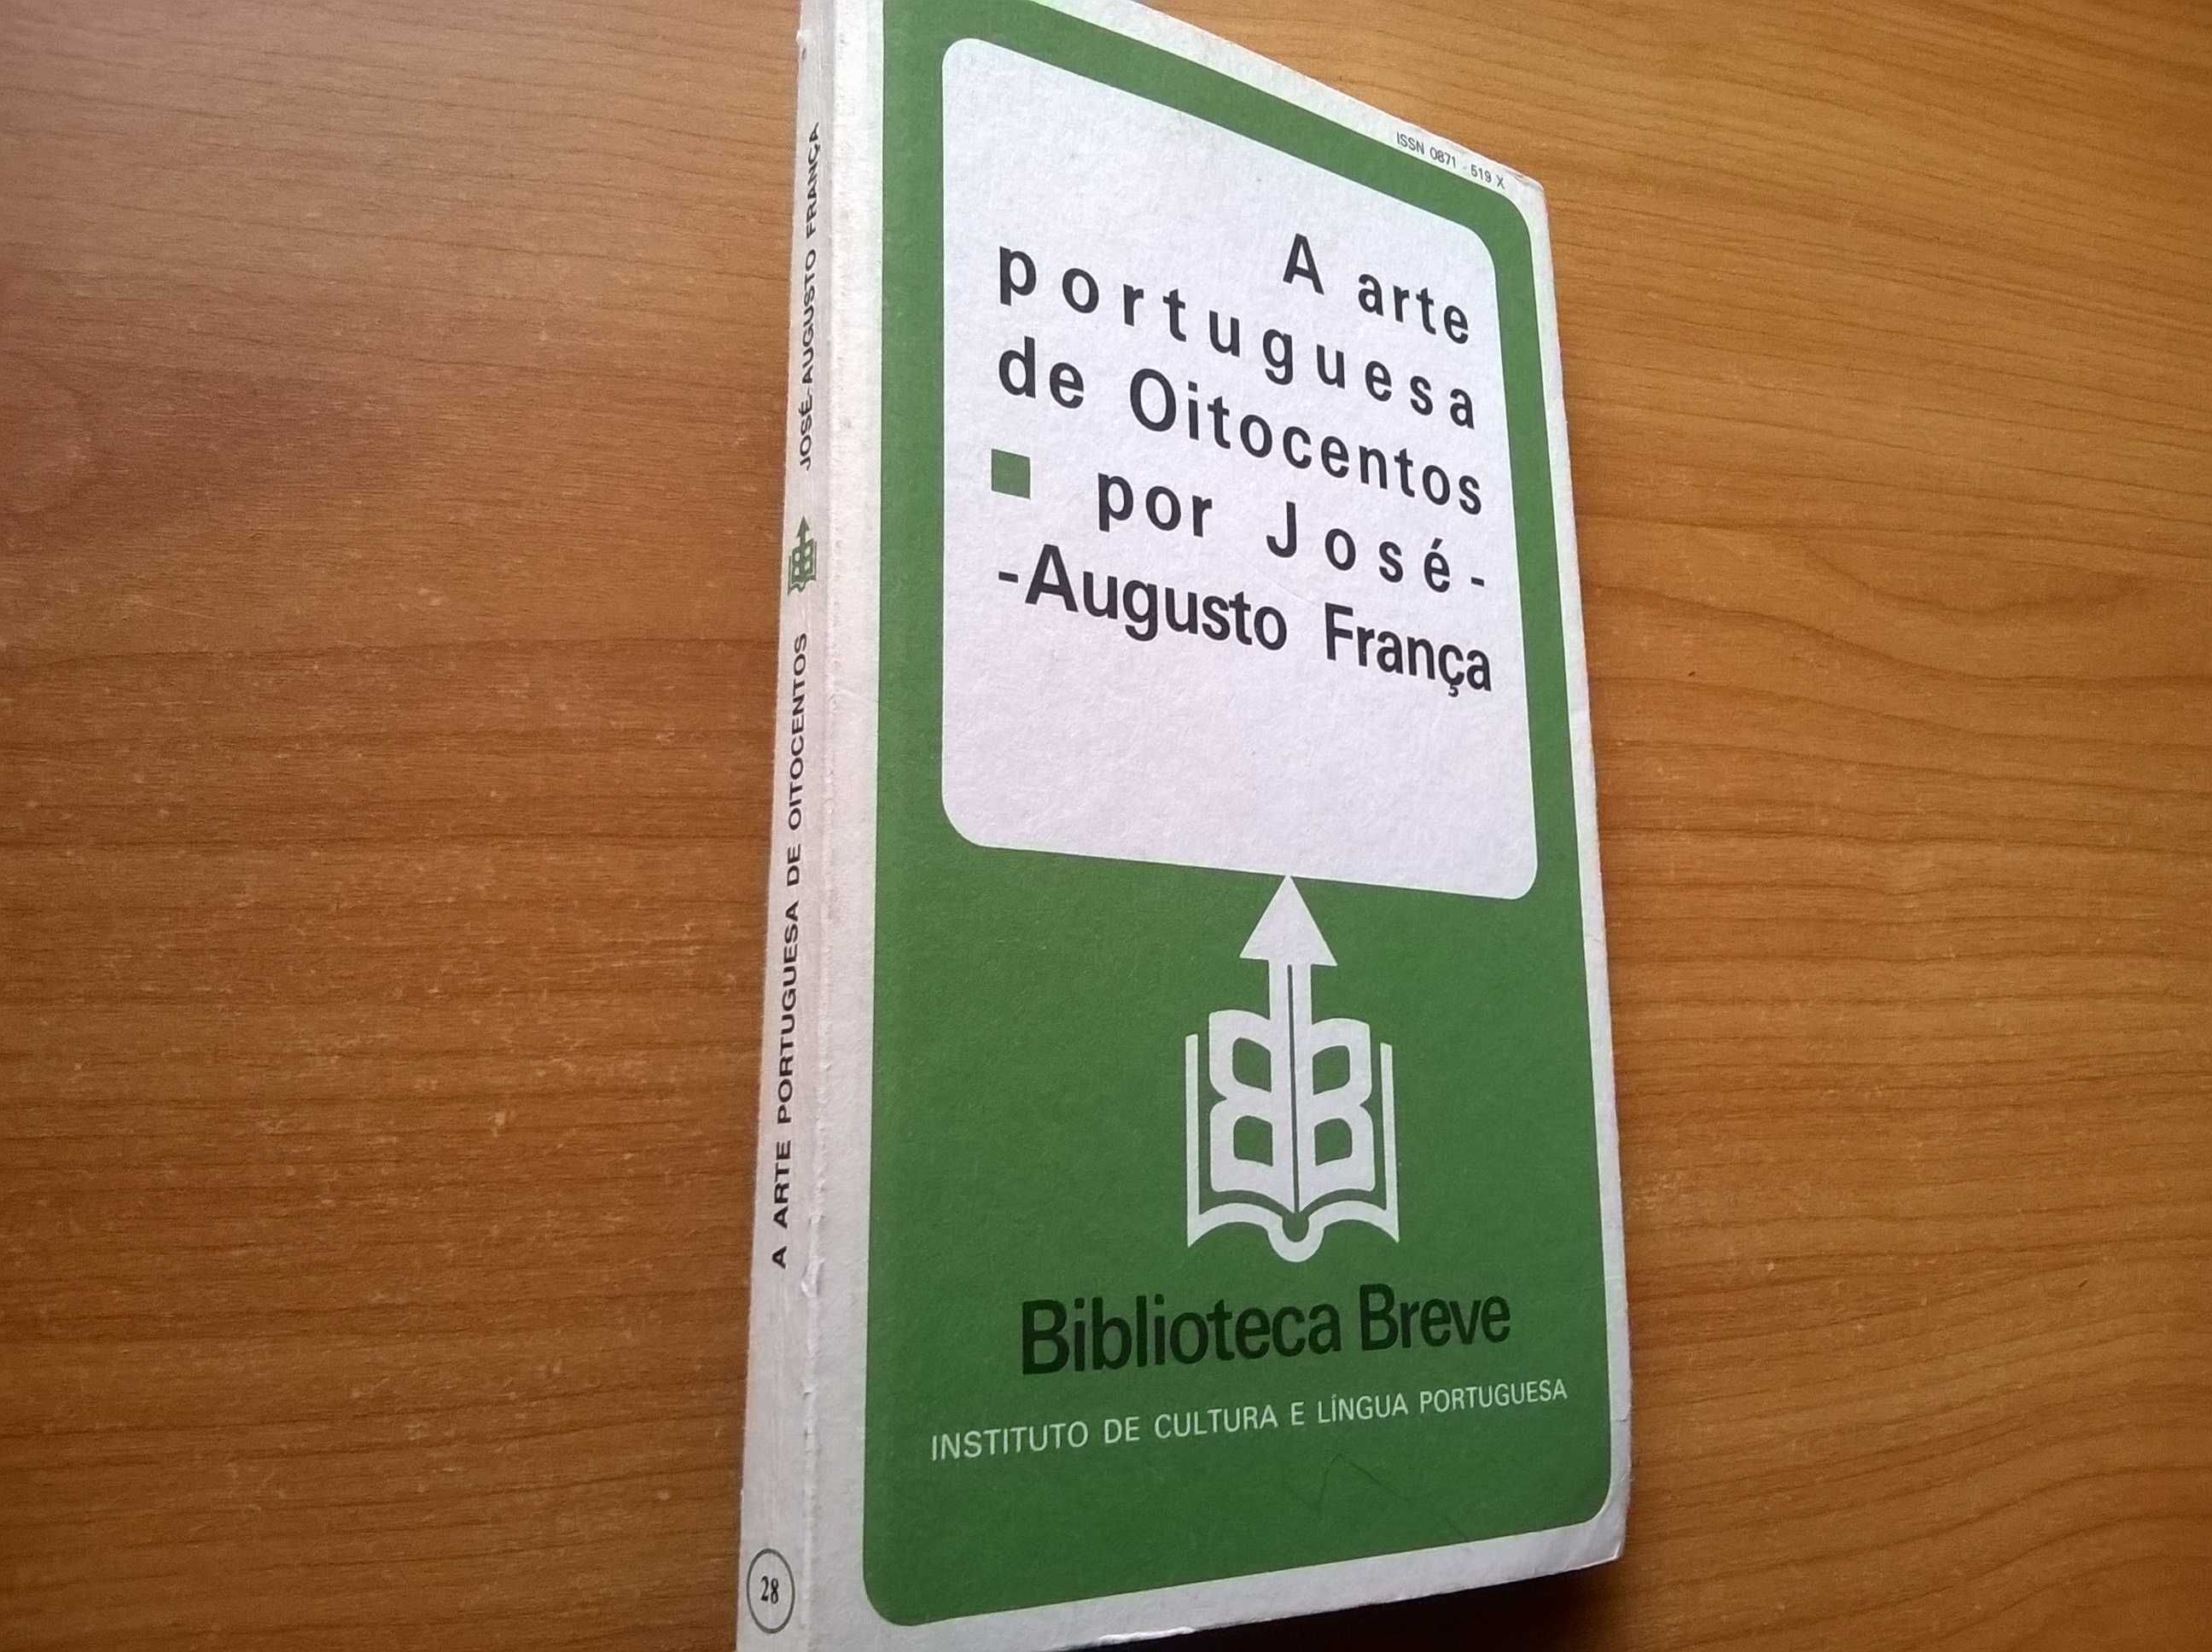 ISSN 0871 - 519 X
A arte
portuguesa
de Oitocentos
por José-
-Augusto França
BB
Biblioteca Breve
INSTITUTO DE CULTURA E LÍNGUA PORTUGUESA
A ARTE PORTUGUESA DE OITOCENTOS JOSÉ-AUGUSTO FRANÇA
28